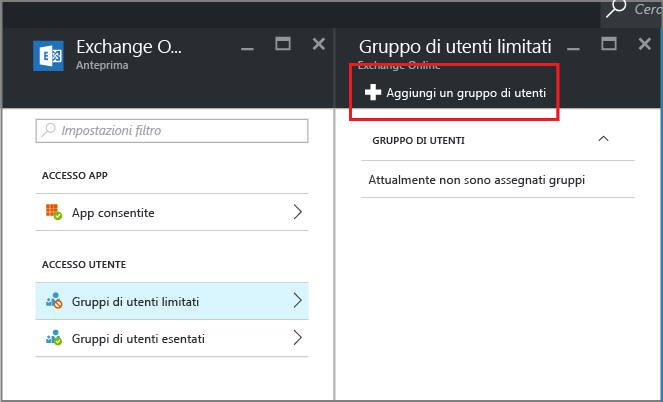 Cerc
Exchange O...
Anteprima
Impostazioni filtro
ACCESSO APP
App consentite
ACCESSO UTENTE
Gruppi di utenti limitati
Gruppi di utenti esentati
Gruppo di utenti limitati
Exchange Online
Aggiungi un gruppo di utenti
GRUPPO DI UTENTI
Attualmente non sono assegnati gruppi